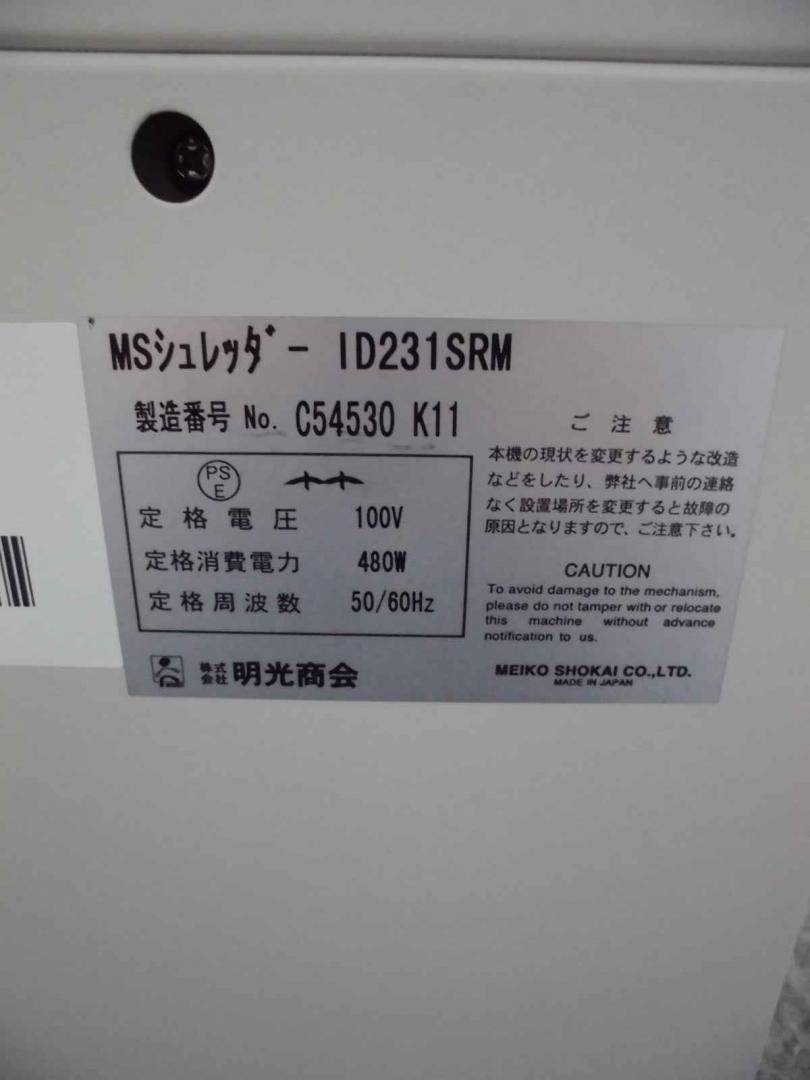 MSシュレッダー ID231SRM
製造番号 No. C54530 K11
PS
E
定格電圧 100V
定格消費電力 480W
定格周波数 50/60Hz
株式
会社 明光商会
ご注意
本機の現状を変更するような改造
などをしたり、弊社へ事前の連絡
なく設置場所を変更すると故障の
原因となりますので、ご注意下さい。
CAUTION
To avoid damage to the mechanism,
please do not tamper with or relocate
this machine without advance
notification to us.
MEIKO SHOKAI CO.,LTD.
MADE IN JAPAN